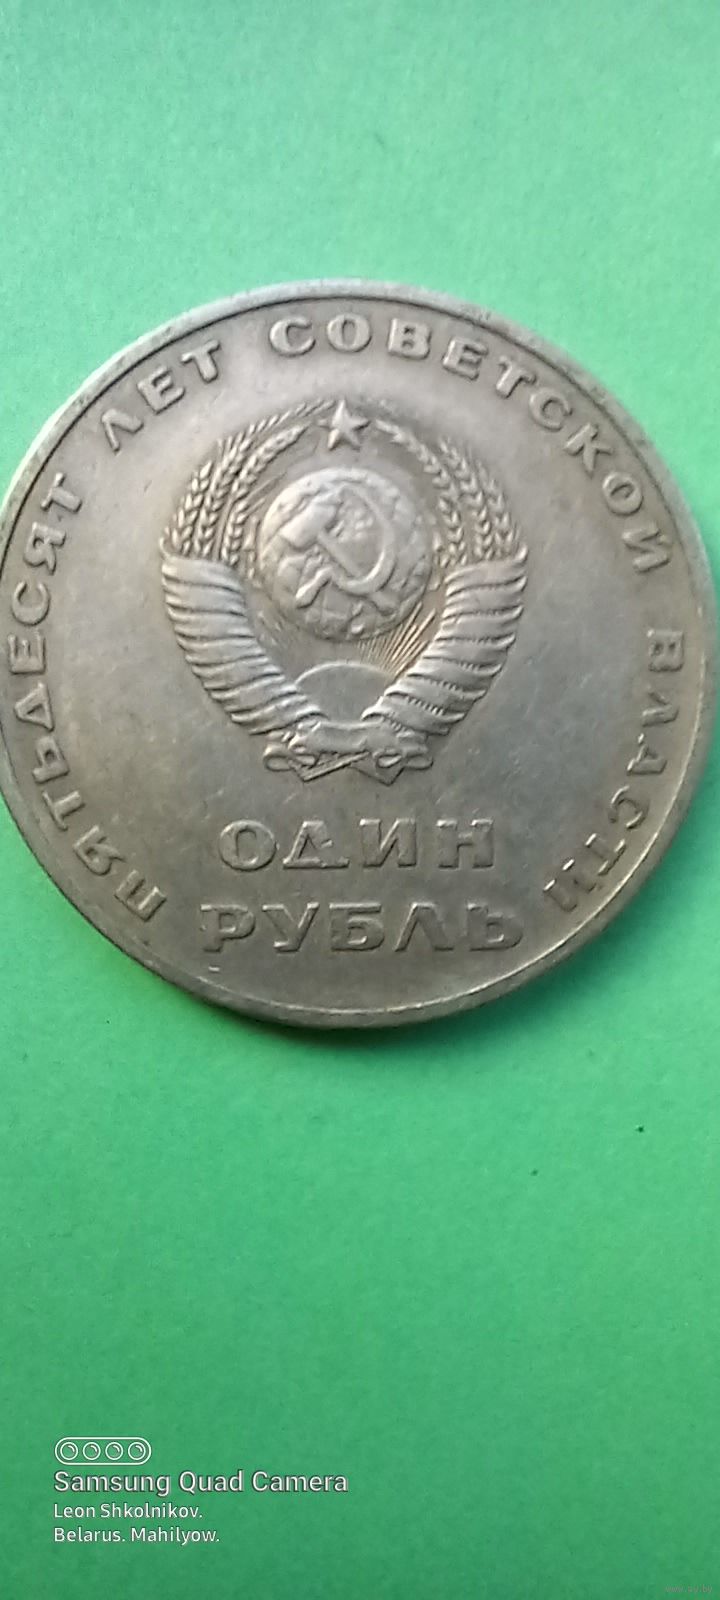 ПЯТЬДЕСЯТ ЛЕТ СОВЕТСКОЙ ВЛАСТИ
ОДИН
РУБЛЬ
Samsung Quad Camera
Leon Shkolnikov.
Belarus. Mahilyow.